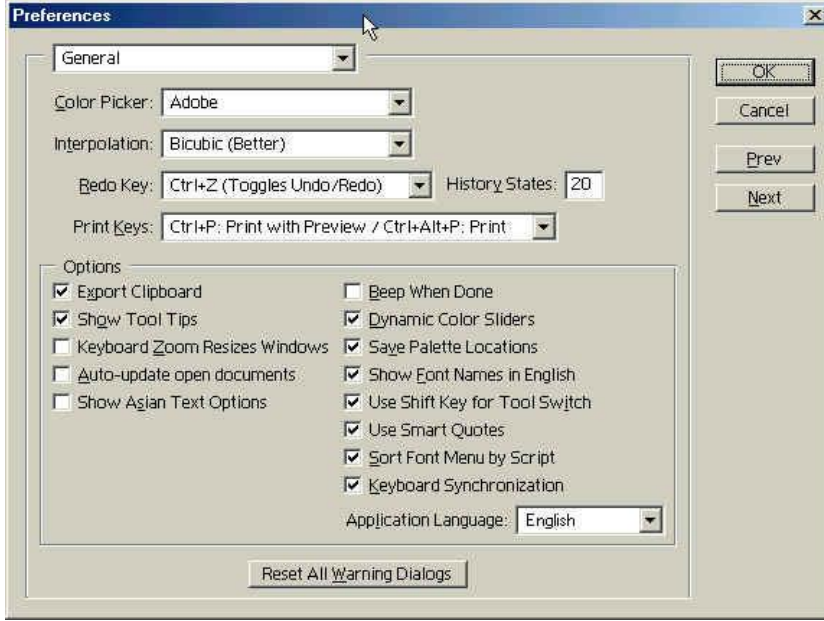 Preferences
General
OK
Color Picker: Adobe
Cancel
Interpolation: Bicubic (Better)
Redo Key: Ctrl+Z (Toggles Undo/Redo) History States: 20
Prev
Next
Print Keys: Ctrl+P: Print with Preview / Ctrl+Alt+P: Print
Options
Export Clipboard
Show Tool Tips
Keyboard Zoom Resizes Windows
Auto-update open documents
Show Asian Text Options
Beep When Done
Dynamic Color Sliders
Save Palette Locations
Show Font Names in English
Use Shift Key for Tool Switch
Use Smart Quotes
Sort Font Menu by Script
Keyboard Synchronization
Application Language: English
Reset All Warning Dialogs